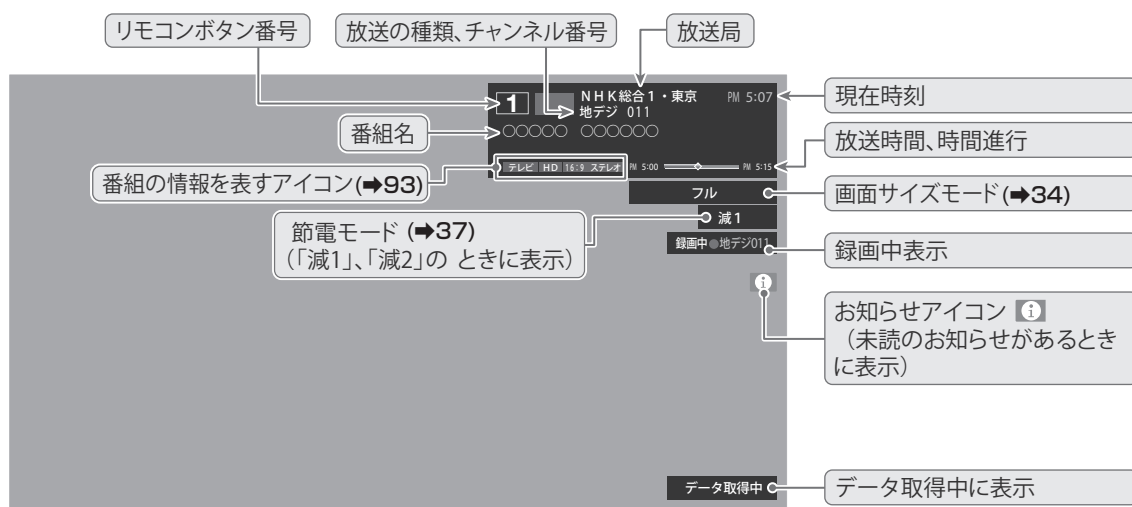 リモコンボタン番号
放送の種類、チャンネル番号
放送局
1
NHK総合1・東京
PM 5:07
地デジ 011
○○○○○ ○○○○○○
テレビ HD 16:9 ステレオ PM 5:00 PM 5:15
フル
減1
録画中●地デジ011
データ取得中
番組名
番組の情報を表すアイコン(➡93)
節電モード (➡37)
(「減1」、「減2」の ときに表示)
現在時刻
放送時間、時間進行
画面サイズモード(➡34)
録画中表示
お知らせアイコン i
(未読のお知らせがあるとき
に表示)
データ取得中に表示